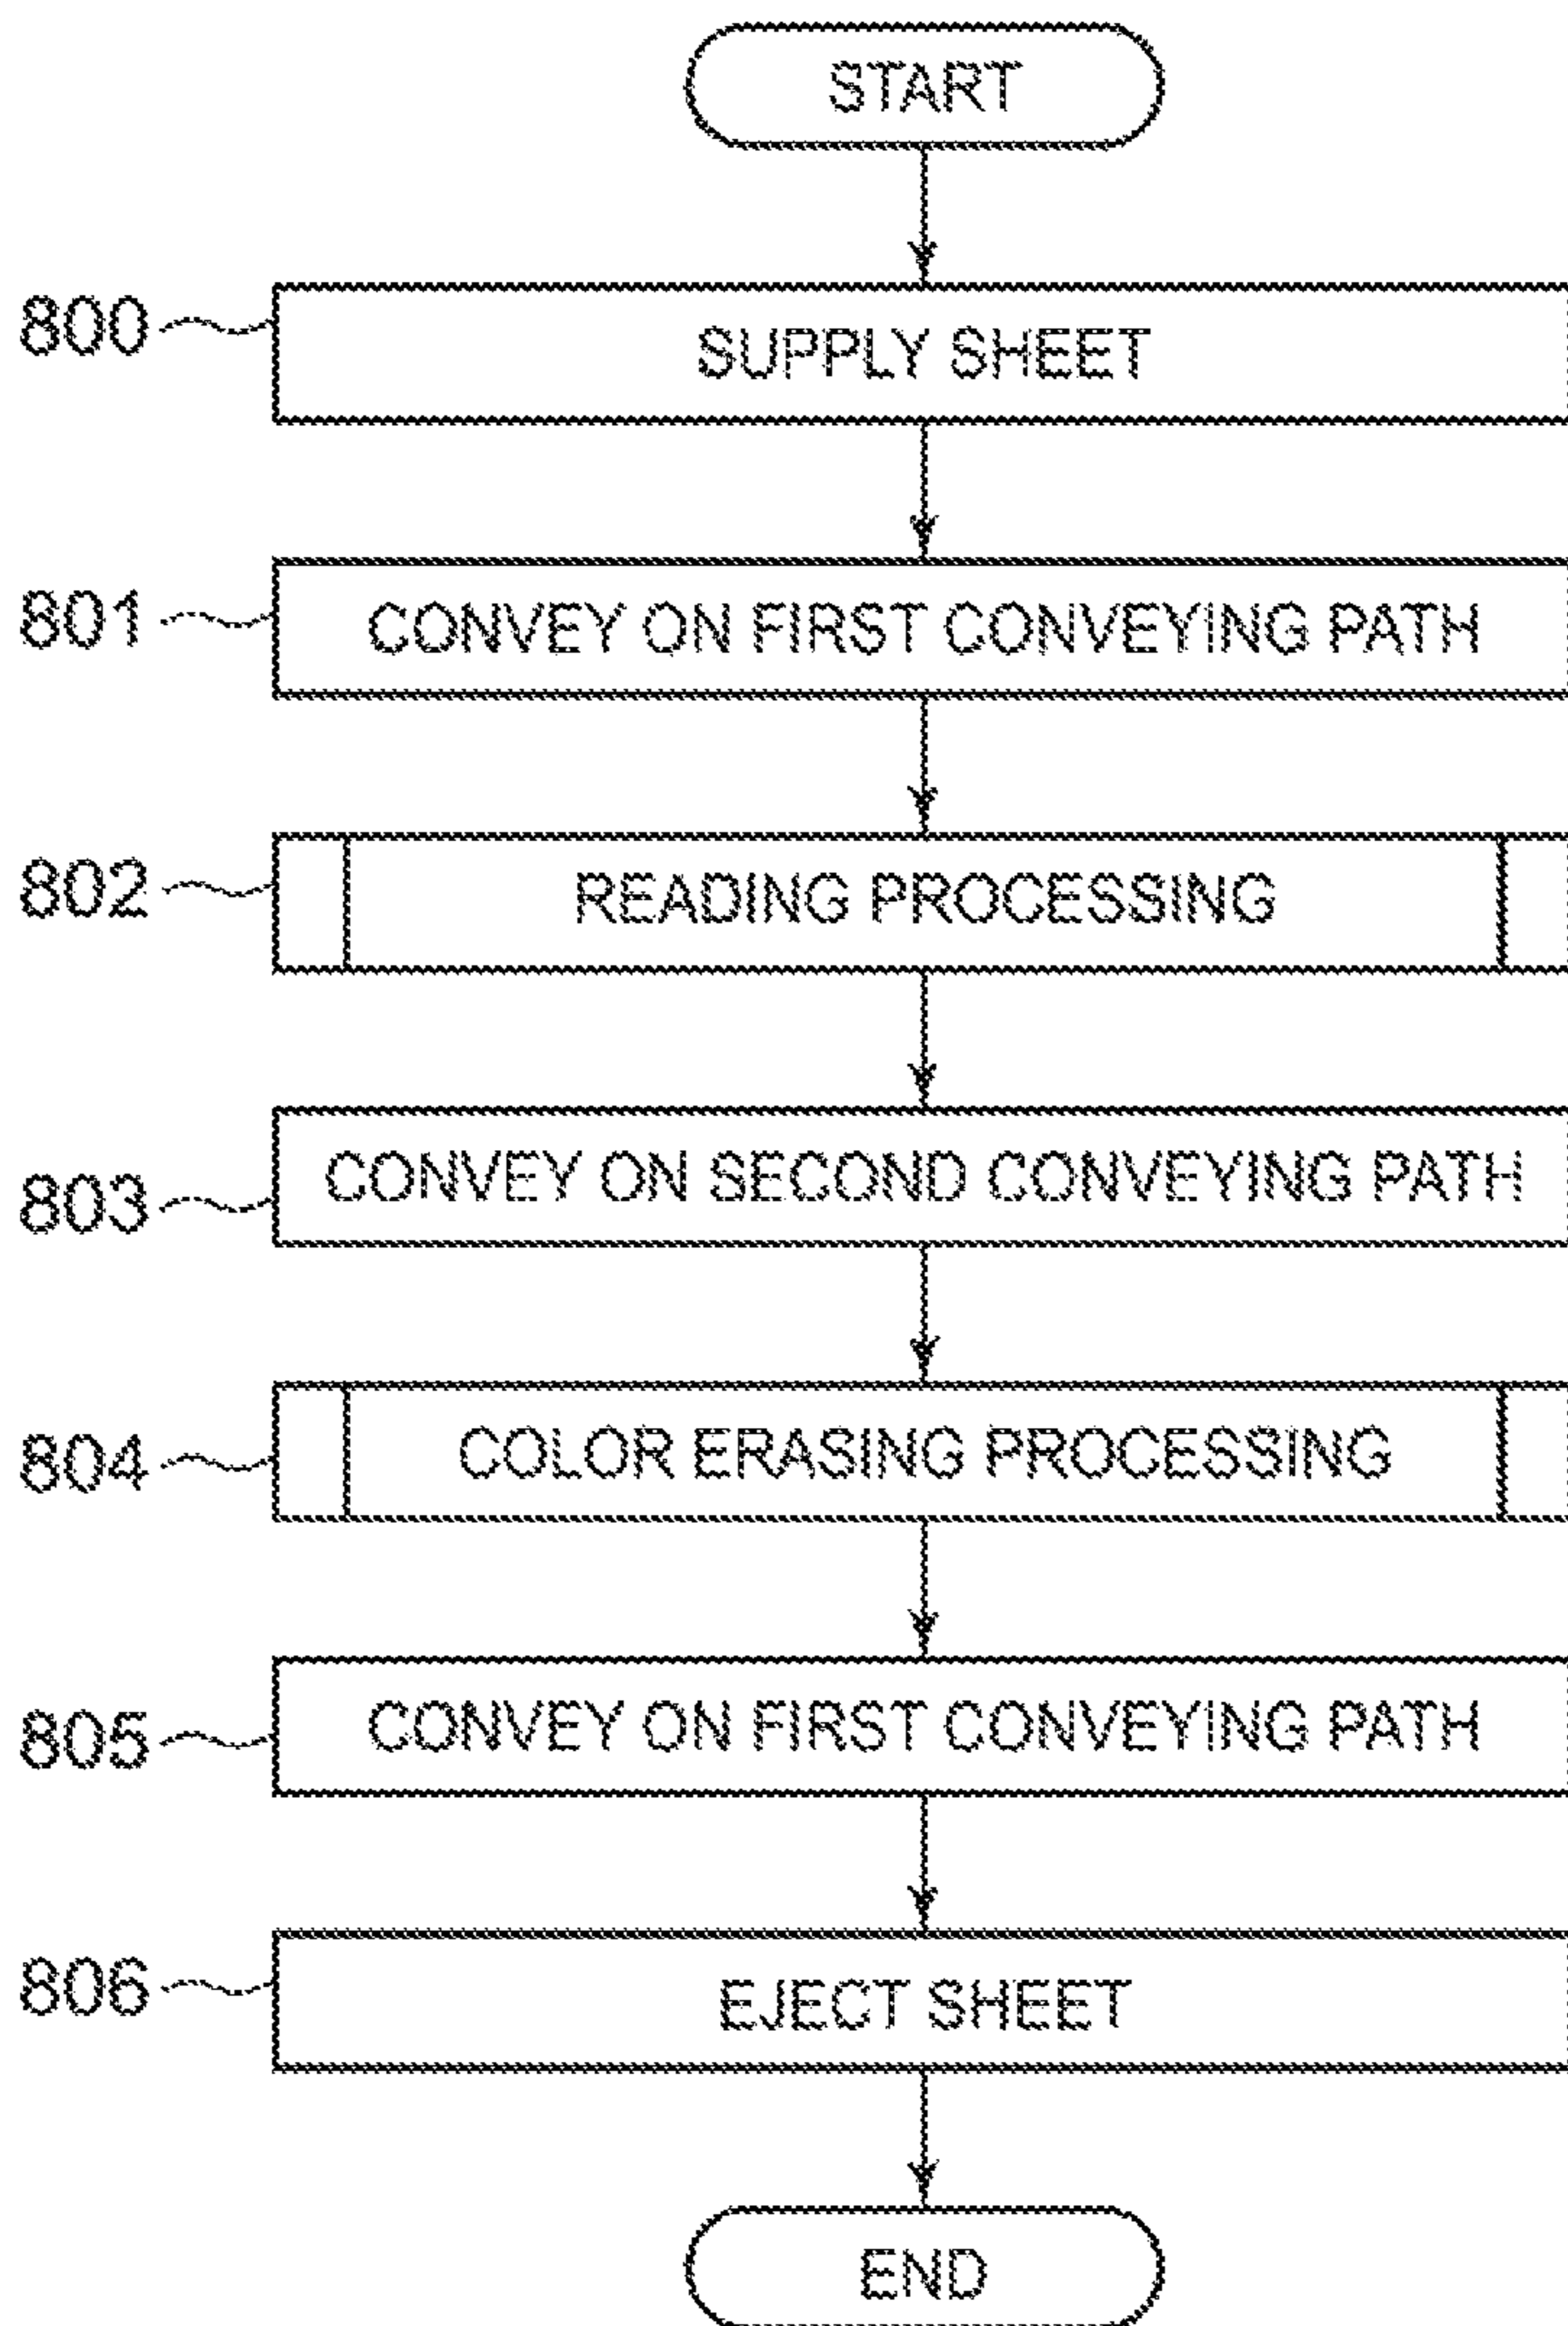 START
800 SUPPLY SHEET
801 CONVEY ON FIRST CONVEYING PATH
802 READING PROCESSING
803 CONVEY ON SECOND CONVEYING PATH
804 COLOR ERASING PROCESSING
805 CONVEY ON FIRST CONVEYING PATH
806 EJECT SHEET
END